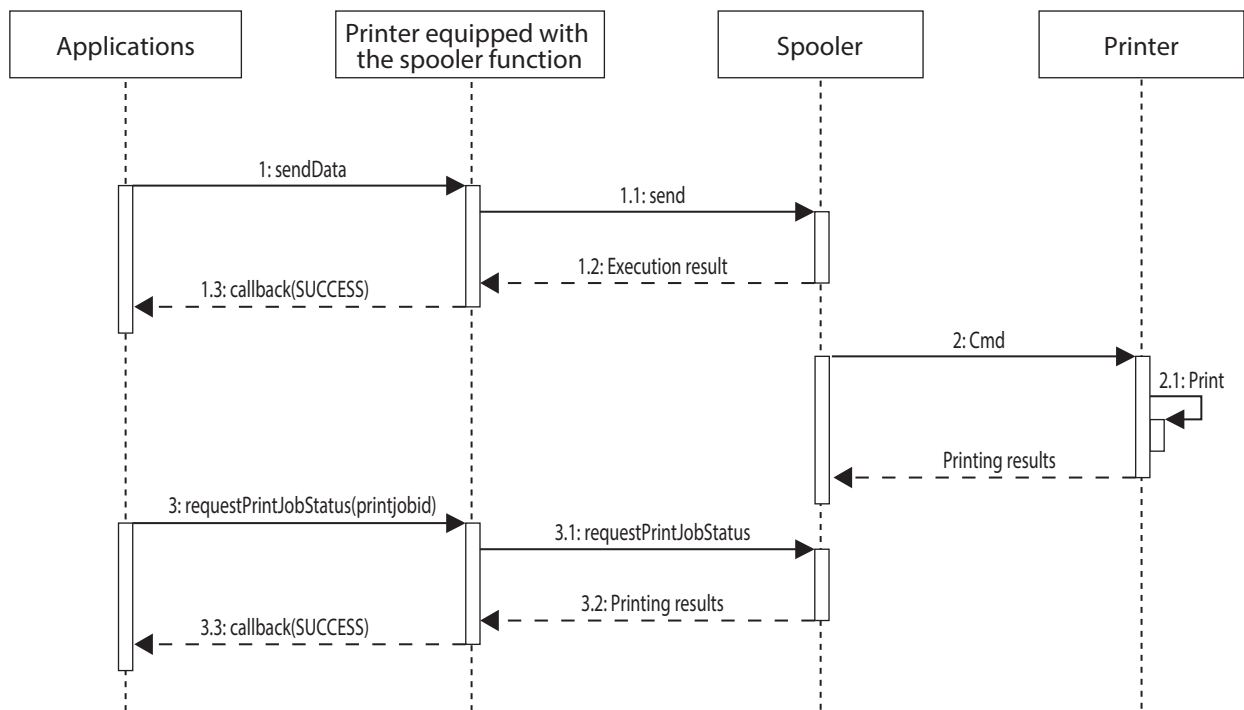 Applications
Printer equipped with
the spooler function
Spooler
Printer
1: sendData
1.1: send
1.2: Execution result
1.3: callback(SUCCESS)
2: Cmd
2.1: Print
Printing results
3: requestPrintJobStatus(printjobid)
3.1: requestPrintJobStatus
3.2: Printing results
3.3: callback(SUCCESS)